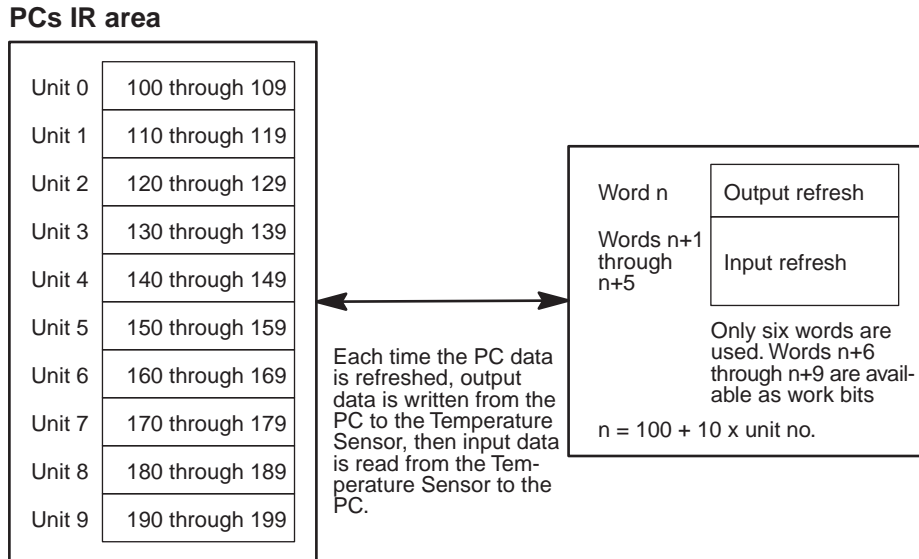 PCs IR area
Unit 0 100 through 109
Unit 1 110 through 119
Unit 2 120 through 129
Unit 3 130 through 139
Unit 4 140 through 149
Unit 5 150 through 159
Unit 6 160 through 169
Unit 7 170 through 179
Unit 8 180 through 189
Unit 9 190 through 199
Each time the PC data
is refreshed, output
data is written from the
PC to the Temperature
Sensor, then input data
is read from the Tem-
perature Sensor to the
PC.
Word n Output refresh
Words n+1
through
n+5
Input refresh
Only six words are
used. Words n+6
through n+9 are avail-
able as work bits
n = 100 + 10 x unit no.